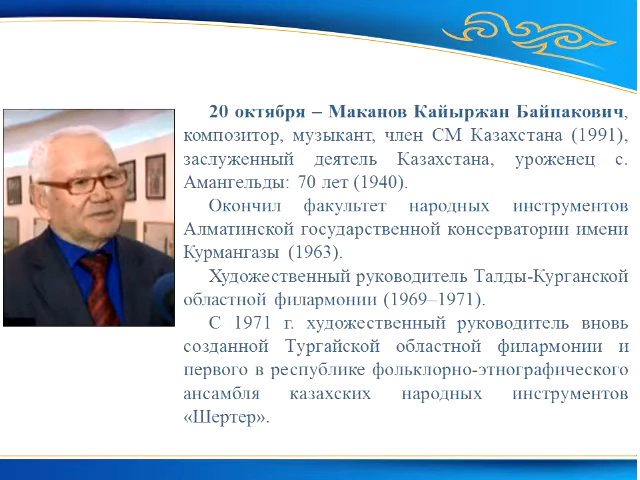 20 октября – Маканов Кайыржан Байпакович,
композитор, музыкант, член СМ Казахстана (1991),
заслуженный деятель Казахстана, уроженец с.
Амангельды: 70 лет (1940).
Окончил факультет народных инструментов
Алматинской государственной консерватории имени
Курмангазы (1963).
Художественный руководитель Талды-Курганской
областной филармонии (1969–1971).
С 1971 г. художественный руководитель вновь
созданной Тургайской областной филармонии и
первого в республике фольклорно-этнографического
ансамбля казахских народных инструментов
«Шертер».